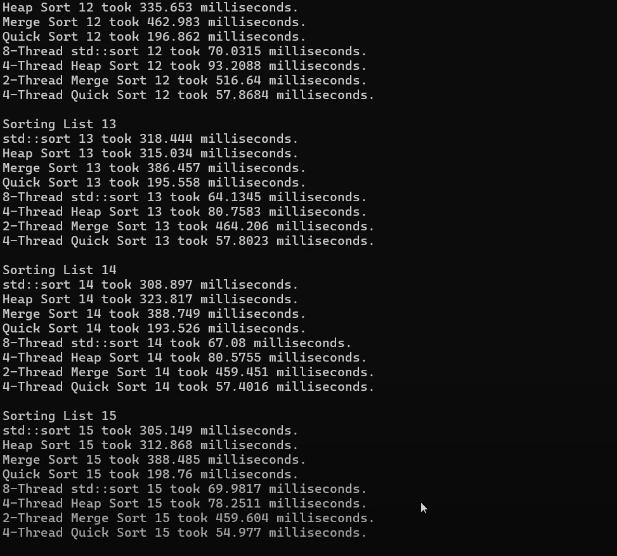 Heap Sort 12 took 335.653 milliseconds.
Merge Sort 12 took 462.983 milliseconds.
Quick Sort 12 took 196.862 milliseconds.
8-Thread std::sort 12 took 70.0315 milliseconds.
4-Thread Heap Sort 12 took 93.2088 milliseconds.
2-Thread Merge Sort 12 took 516.64 milliseconds.
4-Thread Quick Sort 12 took 57.8684 milliseconds.
Sorting List 13
std::sort 13 took 318.444 milliseconds.
Heap Sort 13 took 315.034 milliseconds.
Merge Sort 13 took 386.457 milliseconds.
Quick Sort 13 took 195.558 milliseconds.
8-Thread std::sort 13 took 64.1345 milliseconds.
4-Thread Heap Sort 13 took 80.7583 milliseconds.
2-Thread Merge Sort 13 took 464.206 milliseconds.
4-Thread Quick Sort 13 took 57.8023 milliseconds.
Sorting List 14
std::sort 14 took 308.897 milliseconds.
Heap Sort 14 took 323.817 milliseconds.
Merge Sort 14 took 388.749 milliseconds.
Quick Sort 14 took 193.526 milliseconds.
8-Thread std::sort 14 took 67.08 milliseconds.
4-Thread Heap Sort 14 took 80.5755 milliseconds.
2-Thread Merge Sort 14 took 459.451 milliseconds.
4-Thread Quick Sort 14 took 57.4016 milliseconds.
Sorting List 15
std::sort 15 took 305.149 milliseconds.
Heap Sort 15 took 312.868 milliseconds.
Merge Sort 15 took 388.485 milliseconds.
Quick Sort 15 took 198.76 milliseconds.
8-Thread std::sort 15 took 69.9817 milliseconds.
4-Thread Heap Sort 15 took 78.2511 milliseconds.
2-Thread Merge Sort 15 took 459.604 milliseconds.
4-Thread Quick Sort 15 took 54.977 milliseconds.